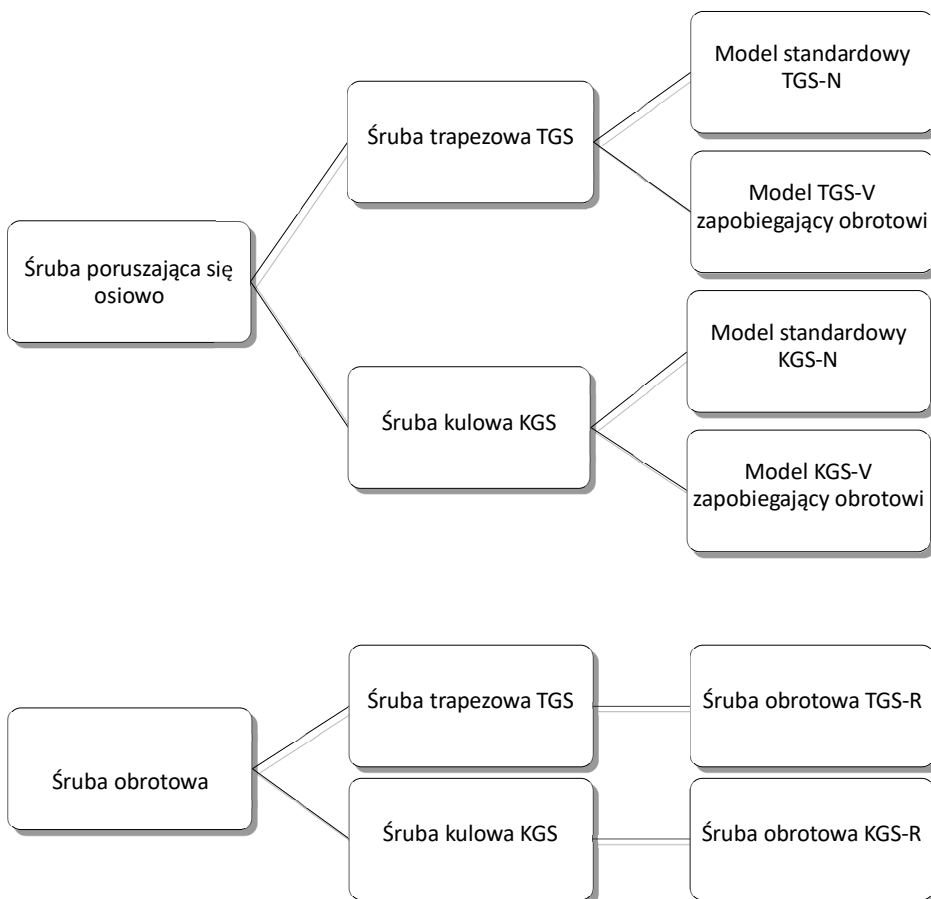 Model standardowy
TGS-N
Śruba trapezowa TGS
Model TGS-V
zapobiegający obrotowi
Śruba poruszająca się
osiowo
Model standardowy
KGS-N
Śruba kulowa KGS
Model KGS-V
zapobiegający obrotowi
Śruba trapezowa TGS
Śruba obrotowa TGS-R
Śruba obrotowa
Śruba kulowa KGS
Śruba obrotowa KGS-R